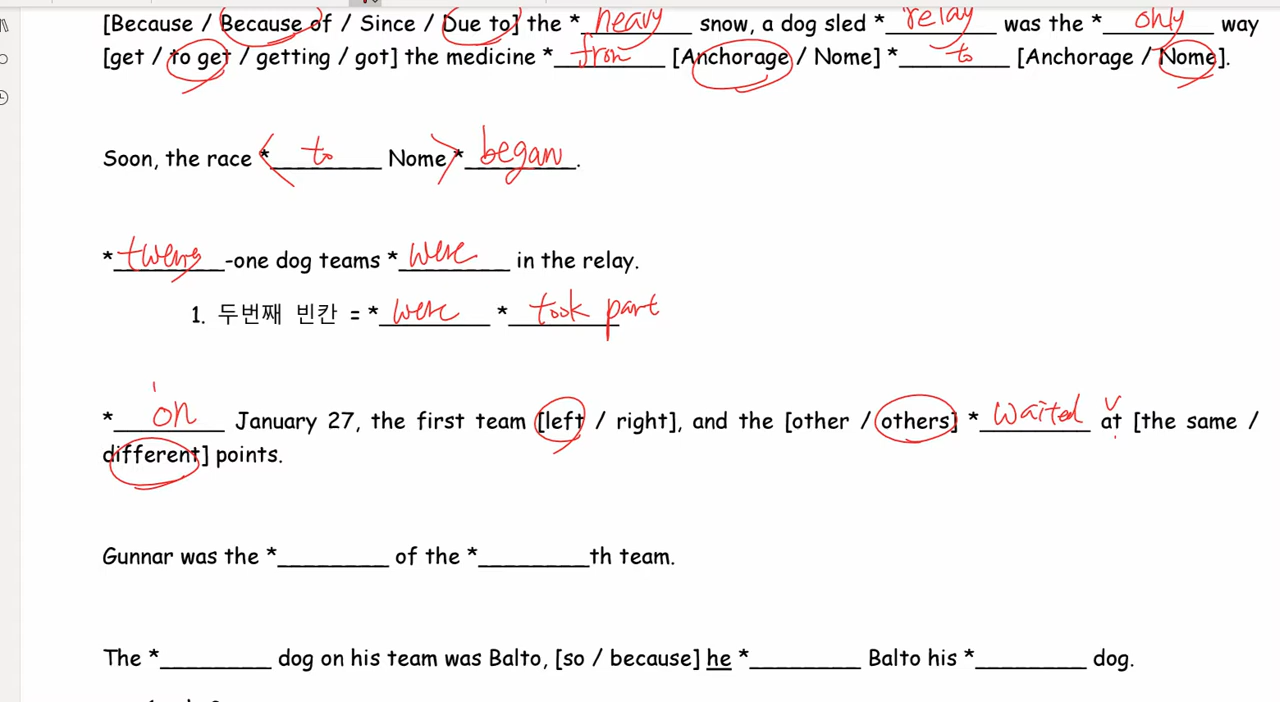 [Because / Because of / Since / Due to] the * heavy snow, a dog sled * relay was the * only way
[get / to get / getting / got] the medicine * from [Anchorage / Nome] * to [Anchorage / Nome].
Soon, the race * to Nome * began.
* -one dog teams * were in the relay.
1. 두번째 빈칸 = * were * took part
* on January 27, the first team [left / right], and the [other / others] * waited at [the same /
different] points.
Gunnar was the *________ of the *________th team.
The *________ dog on his team was Balto, [so / because] he *________ Balto his *________ dog.